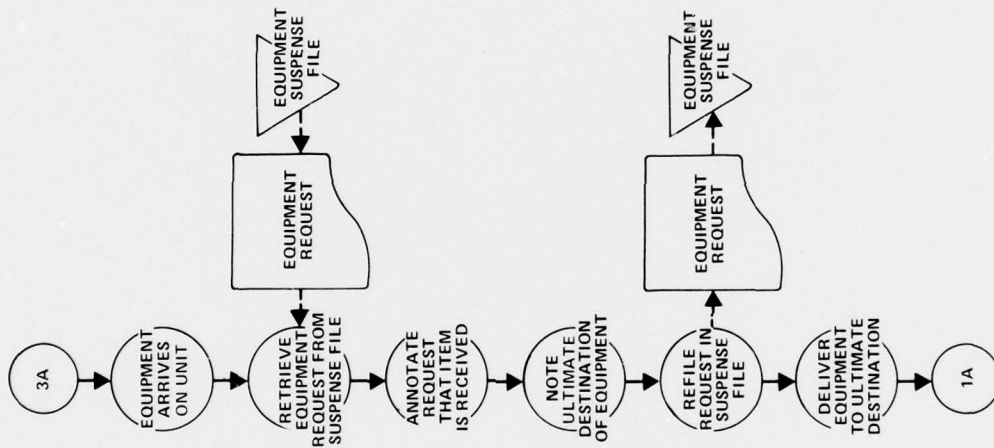 3A
EQUIPMENT
ARRIVES
ON UNIT
RETRIEVE
EQUIPMENT
REQUEST FROM
SUSPENSE FILE
EQUIPMENT
REQUEST
EQUIPMENT
SUSPENSE
FILE
ANNOTATE
REQUEST
THAT ITEM
IS RECEIVED
NOTE
ULTIMATE
DESTINATION
OF EQUIPMENT
REFILE
REQUEST IN
SUSPENSE
FILE
EQUIPMENT
REQUEST
EQUIPMENT
SUSPENSE
FILE
DELIVER
EQUIPMENT
TO ULTIMATE
DESTINATION
1A